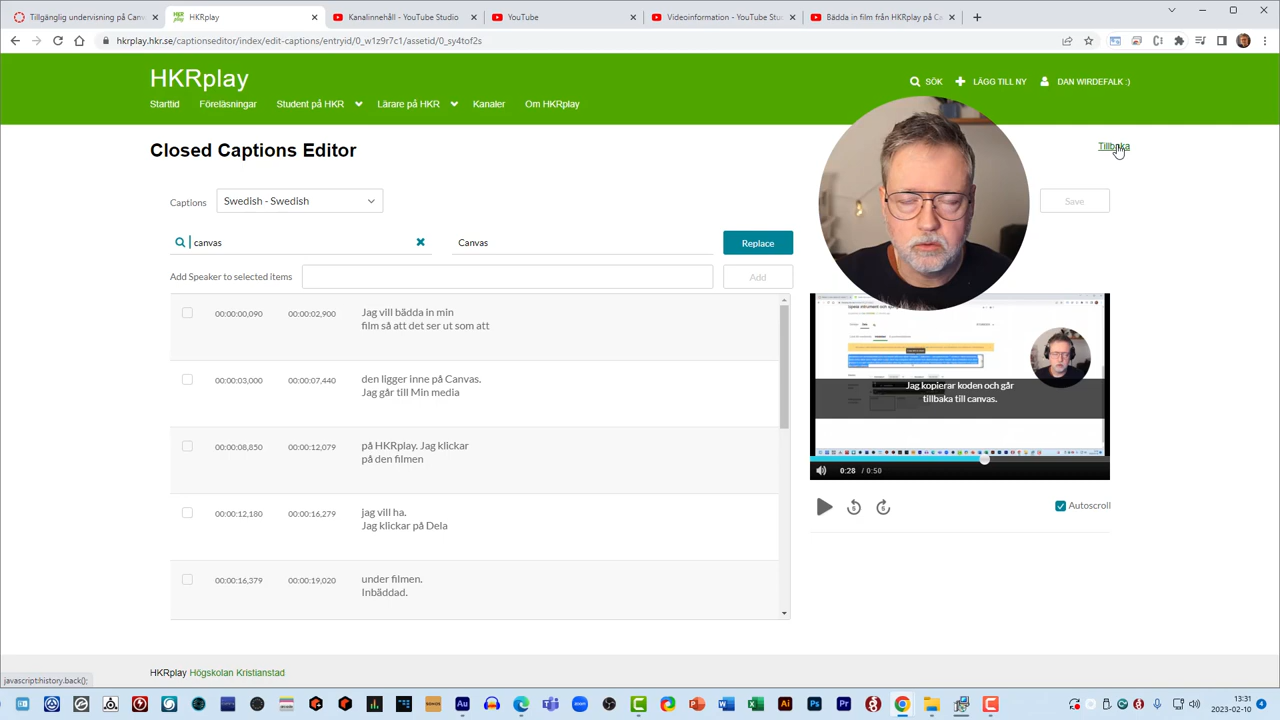 Tillgänglig undervisning på Canv
HKRplay
Kanalinnehåll - YouTube Studio
YouTube
Videoinformation - YouTube Stu
Bädda in film från HKRplay på C
hkrplay.hkr.se/captionseditor/index/edit-captions/entryid/0_w1z9r7c1/assetid/0_sy4tof2s
HKRplay
SÖK
LÄGG TILL NY
DAN WIRDEFALK :)
Starttid
Föreläsningar
Student på HKR
Lärare på HKR
Kanaler
Om HKRplay
Closed Captions Editor
Tillbaka
Captions
Swedish - Swedish
Save
canvas
Canvas
Replace
Add Speaker to selected items
Add
00:00:00,090
Jag vill bädda in min
film så att det ser ut som att
00:00:03,000
00:00:07,440
den ligger inne på Canvas.
Jag går till Min media
00:00:08,850
00:00:12,079
på HKRplay. Jag klickar
på den filmen
00:00:12,180
00:00:16,279
jag vill ha.
Jag klickar på Dela
00:00:16,379
00:00:19,020
under filmen.
Inbäddad.
Jag kopierar koden och går
tillbaka till canvas.
0:28 / 0:50
Autoscroll
HKRplay Högskolan Kristianstad
javascript:history.back();
13:31
2023-02-10